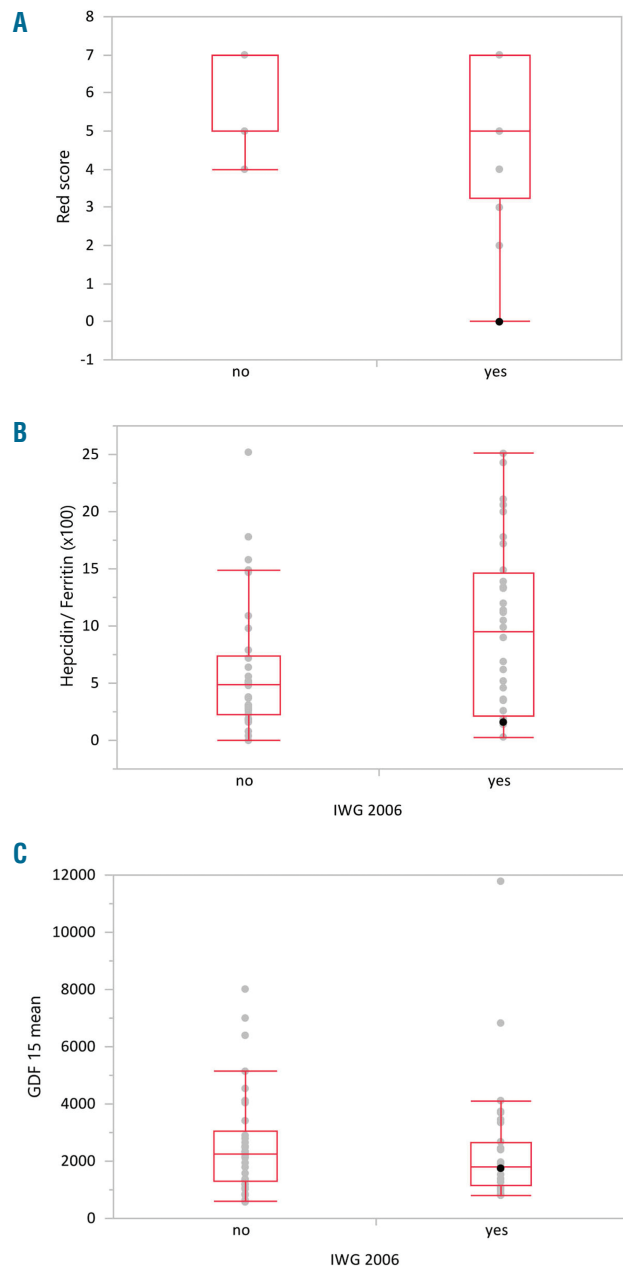 A
8
7
6
5
4
3
2
1
0
-1
Red score
no yes
B
25
20
15
10
5
0
Hepcidin/ Ferritin (x100)
no yes
IWG 2006
C
12000
10000
8000
6000
4000
2000
0
GDF 15 mean
no yes
IWG 2006